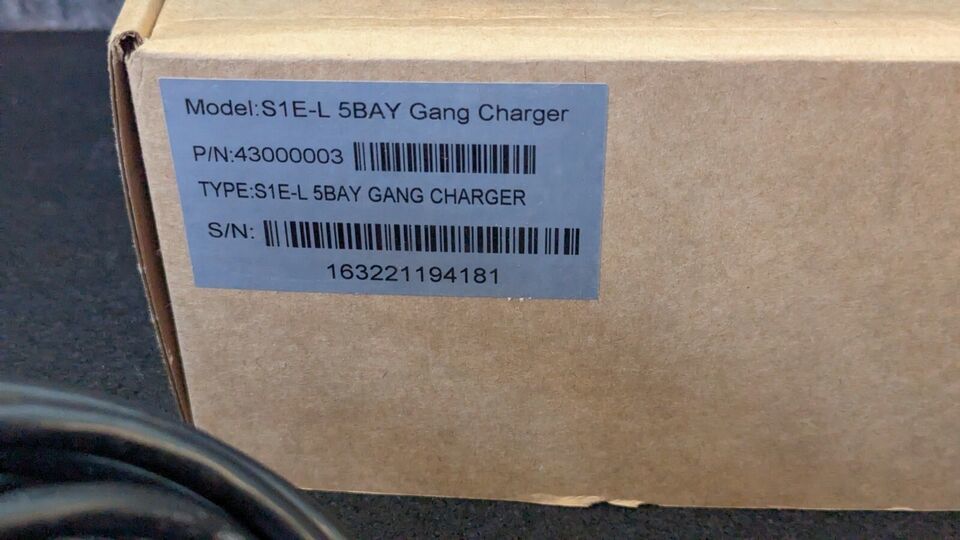 Model:S1E-L 5BAY Gang Charger
P/N:43000003
TYPE:S1E-L 5BAY GANG CHARGER
S/N:
163221194181